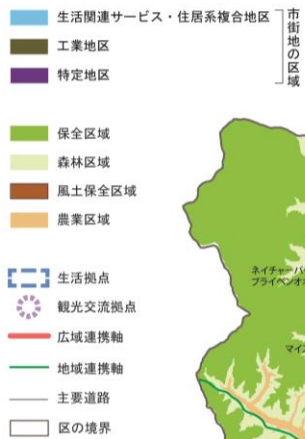 生活関連サービス・住居系複合地区
工業地区
特定地区
市街地の区域
保全区域
森林区域
風土保全区域
農業区域
生活拠点
観光交流拠点
広域連携軸
地域連携軸
主要道路
区の境界
ネイチャーパ
プライベンオオ
マイス